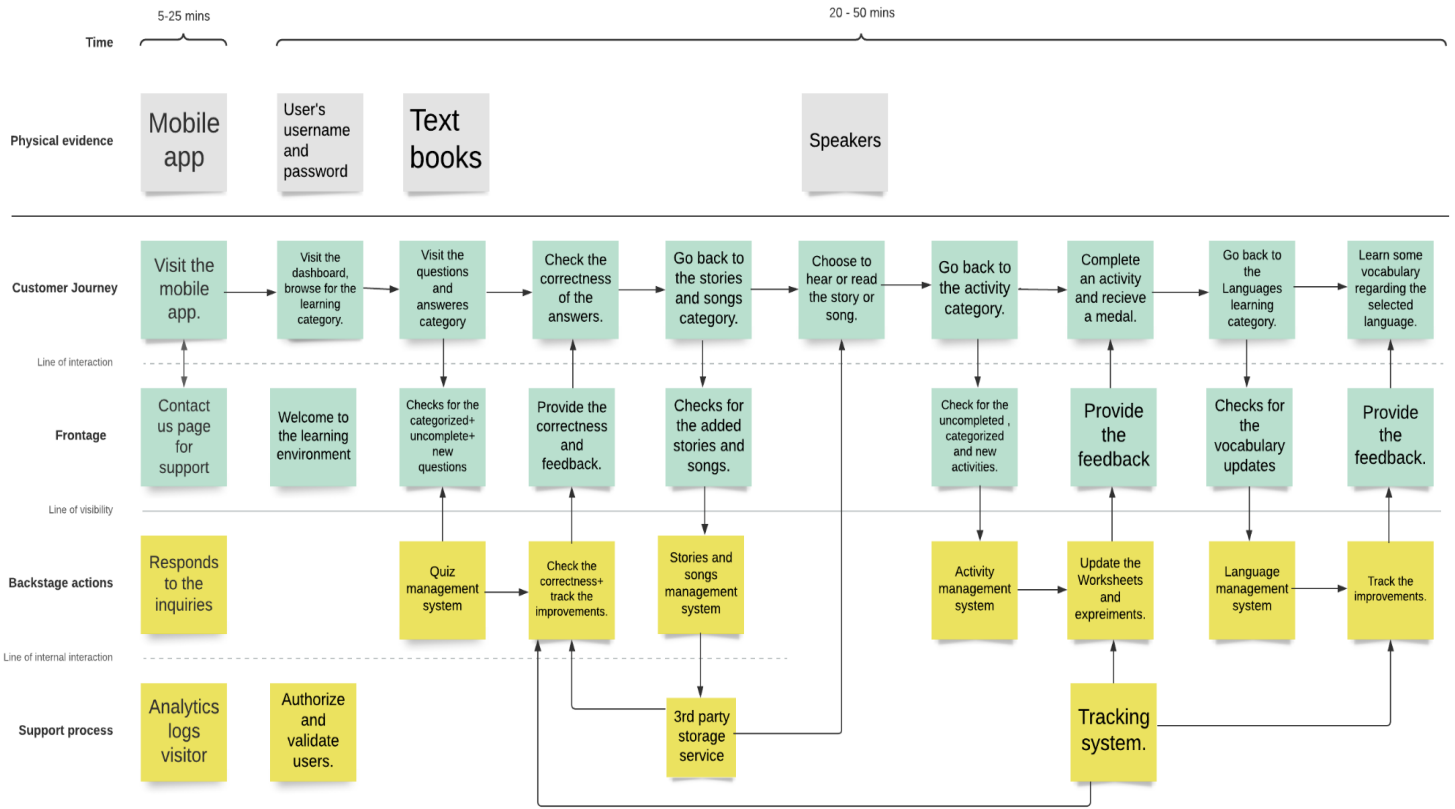 5-25 mins
20 - 50 mins
Time
Physical evidence
Mobile
app
User's
username
and
password
Text
books
Speakers
Customer Journey
Visit the
mobile
app.
Visit the
dashboard,
browse for the
learning
category.
Visit the
questions
and
answeres
category
Check the
correctness
of the
answers.
Go back to
the stories
and songs
category.
Choose to
hear or read
the story or
song.
Go back to
the activity
category.
Complete
an activity
and recieve
a medal.
Go back to
the
Languages
learning
category.
Learn some
vocabulary
regarding the
selected
language.
Line of interaction
Frontage
Contact
us page
for
support
Welcome to
the learning
environment
Checks for the
categorized+
uncomplete+
new
questions
Provide the
correctness
and
feedback.
Checks for
the added
stories and
songs.
Check for the
uncompleted ,
categorized
and new
activities.
Provide
the
feedback
Checks for
the
vocabulary
updates
Provide
the
feedback.
Line of visibility
Backstage actions
Responds
to the
inquiries
Quiz
management
system
Check the
correctness+
track the
improvements.
Stories and
songs
management
system
Activity
management
system
Update the
Worksheets
and
expreiments.
Language
management
system
Track the
improvements.
Line of internal interaction
Support process
Analytics
logs
visitor
Authorize
and
validate
users.
3rd party
storage
service
Tracking
system.